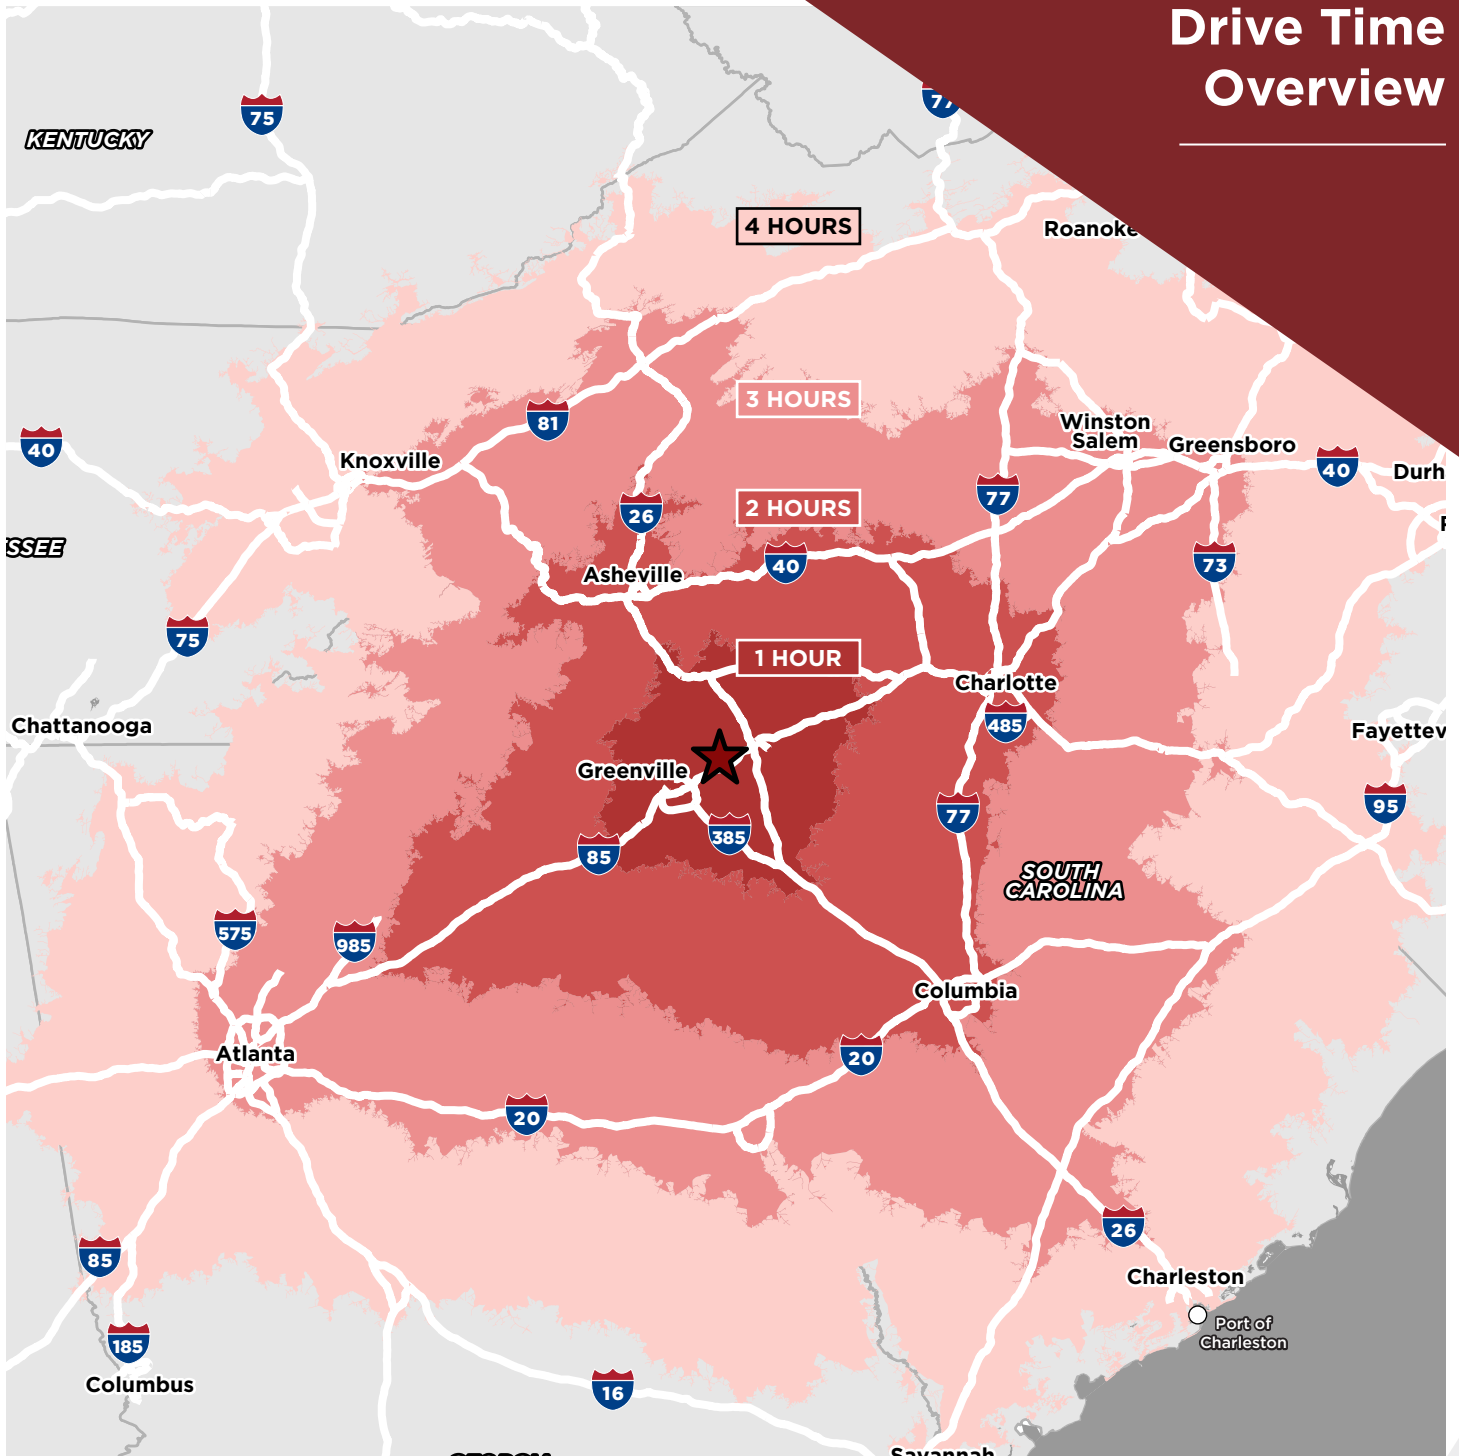 Drive Time
Overview
77
75
KENTUCKY
4 HOURS
Roanoke
3 HOURS
81
Winston
Salem
Greensboro
40
Knoxville
40
Durh
77
2 HOURS
26
SSEE
Asheville
40
73
75
1 HOUR
Charlotte
485
Chattanooga
Fayettev
Greenville
95
77
385
85
SOUTH
CAROLINA
575
985
Columbia
Atlanta
20
20
26
85
Charleston
Port of
Charleston
185
Columbus
16
GEORGIA
Savannah